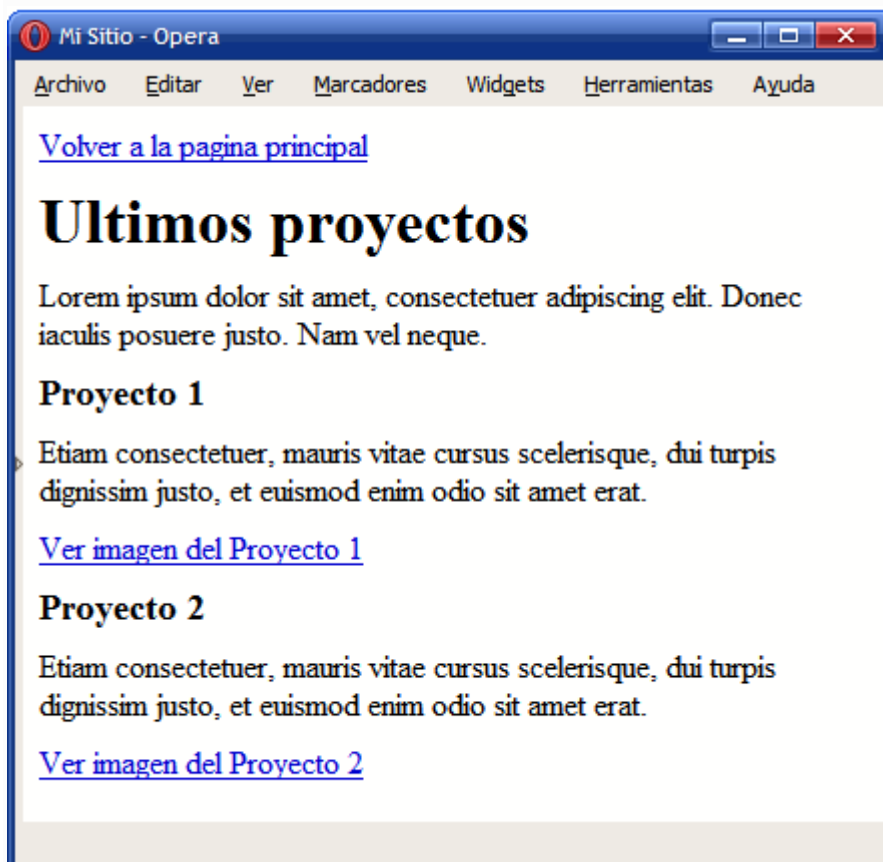 Mi Sitio - Opera
Archivo Editar Ver Marcadores Widgets Herramientas Ayuda
Volver a la pagina principal
Ultimos proyectos
Lorem ipsum dolor sit amet, consectetuer adipiscing elit. Donec
iaculis posuere justo. Nam vel neque.
Proyecto 1
Etiam consectetuer, mauris vitae cursus scelerisque, dui turpis
dignissim justo, et euismod enim odio sit amet erat.
Ver imagen del Proyecto 1
Proyecto 2
Etiam consectetuer, mauris vitae cursus scelerisque, dui turpis
dignissim justo, et euismod enim odio sit amet erat.
Ver imagen del Proyecto 2